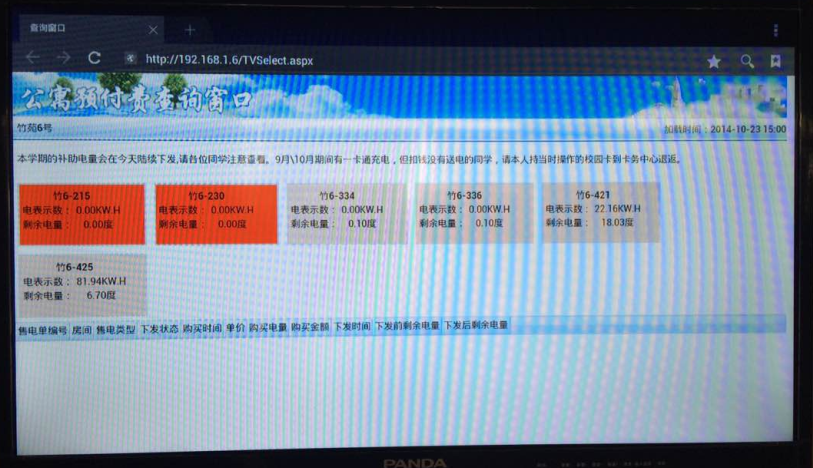 查询窗口
http://192.168.1.6/TVSelect.aspx
公寓预付费查询窗口
竹苑6号
加载时间：2014-10-23 15:00
本学期的补助电量会在今天陆续下发,请各位同学注意查看。9月\10月期间有一卡通充电，但扣钱没有送电的同学，请本人持当时操作的校园卡到卡务中心退返。
竹6-215
电表示数： 0.00KW.H
剩余电量： 0.00度
竹6-230
电表示数： 0.00KW.H
剩余电量： 0.00度
竹6-334
电表示数： 0.00KW.H
剩余电量： 0.10度
竹6-336
电表示数： 0.00KW.H
剩余电量： 0.10度
竹6-421
电表示数： 22.16KW.H
剩余电量： 18.03度
竹6-425
电表示数： 81.94KW.H
剩余电量： 6.70度
售电单编号 房间 售电类型 下发状态 购买时间 单价 购买电量 购买金额 下发时间 下发前剩余电量 下发后剩余电量
PANDA